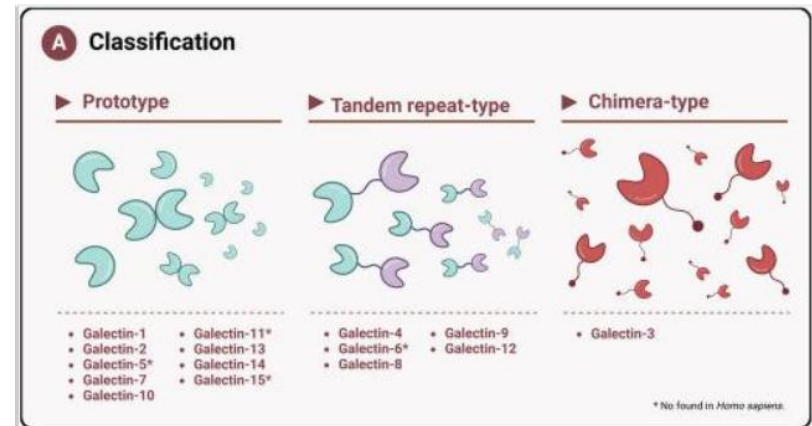 A Classification
▶ Prototype
• Galectin-1
• Galectin-2
• Galectin-5*
• Galectin-7
• Galectin-10
• Galectin-11*
• Galectin-13
• Galectin-14
• Galectin-15*
▶ Tandem repeat-type
• Galectin-4
• Galectin-6*
• Galectin-8
• Galectin-9
• Galectin-12
▶ Chimera-type
• Galectin-3
* No found in Homo sapiens.